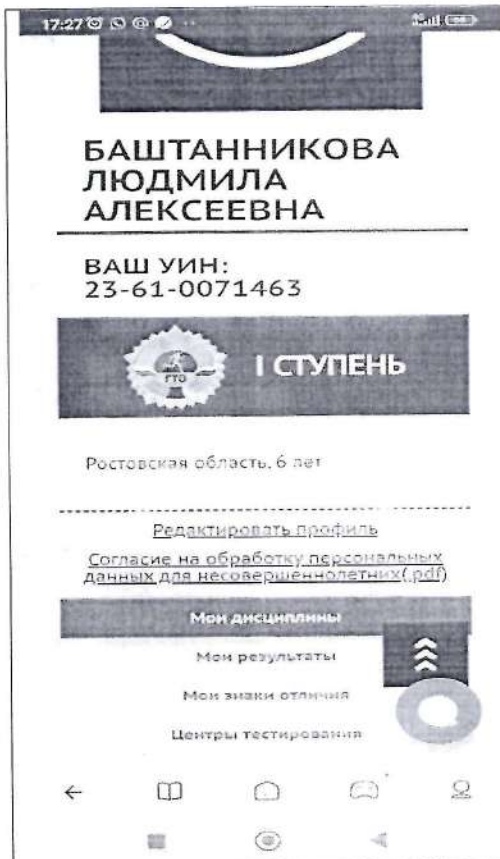 17:27
БАШТАННИКОВА
ЛЮДМИЛА
АЛЕКСЕЕВНА
ВАШ УИН:
23-61-0071463
ГТО
I СТУПЕНЬ
Ростовская область, 6 лет
Редактировать профиль
Согласие на обработку персональных
данных для несовершеннолетних(.pdf)
Мои дисциплины
Мои результаты
Мои знаки отличия
Центры тестирования